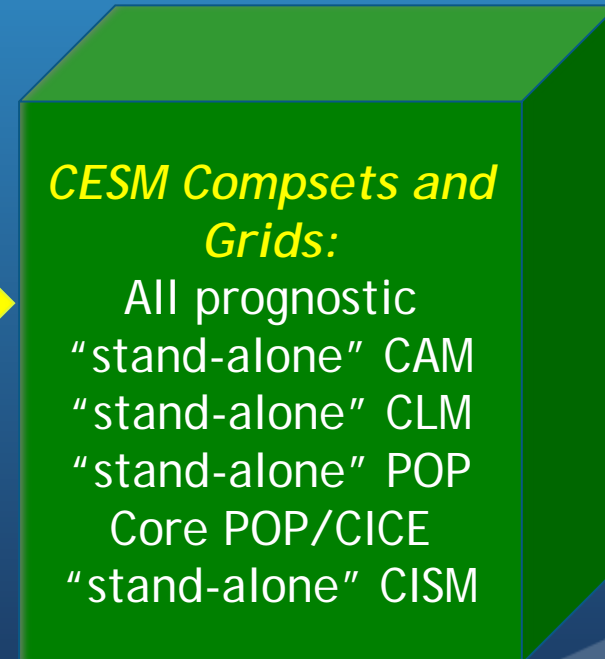 CESM Compsets and
Grids:
All prognostic
“stand-alone” CAM
“stand-alone” CLM
“stand-alone” POP
Core POP/CICE
“stand-alone” CISM